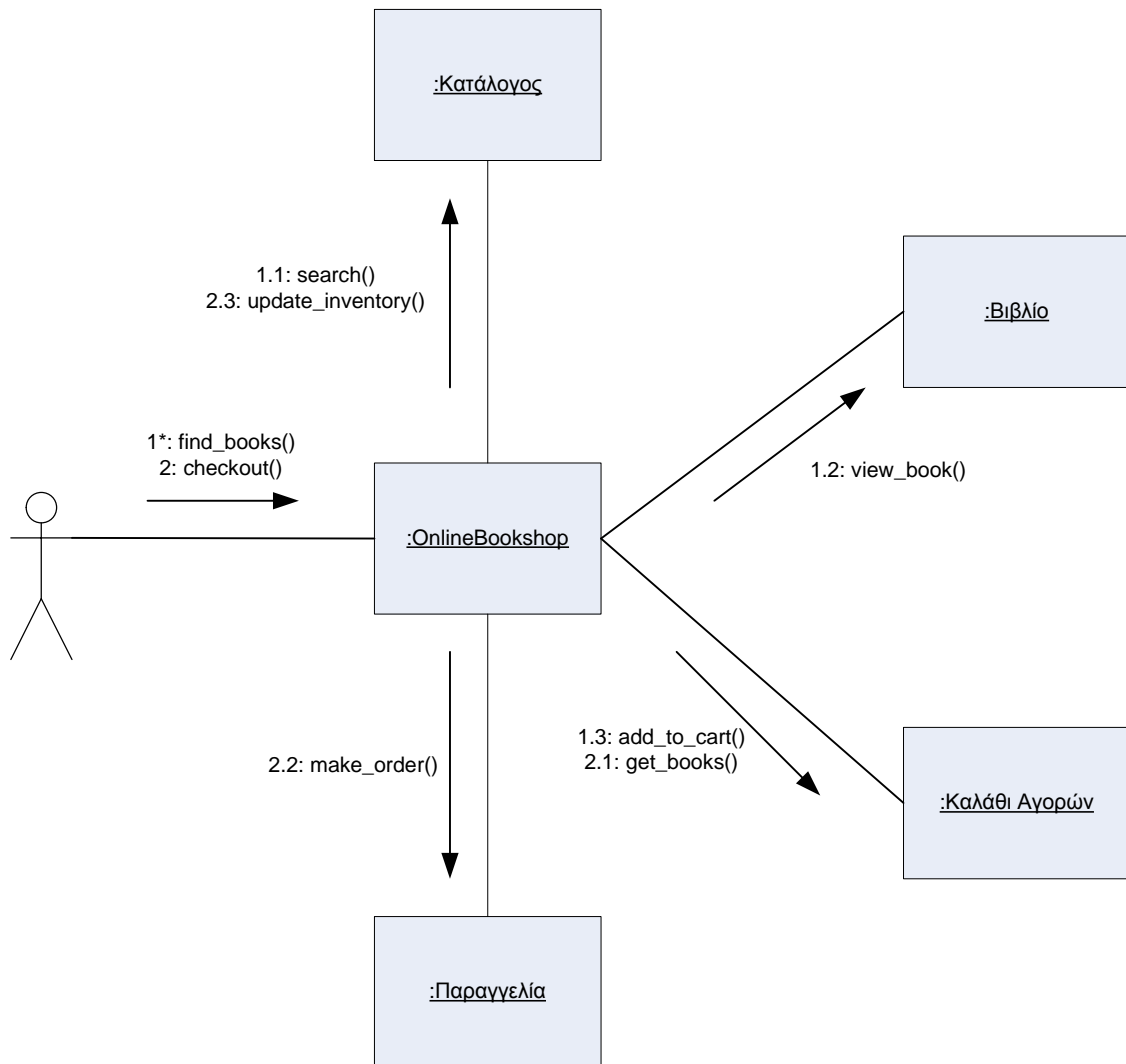 :Κατάλογος
1.1: search()
2.3: update_inventory()
:Βιβλίο
1*: find_books()
2: checkout()
1.2: view_book()
:OnlineBookshop
1.3: add_to_cart()
2.1: get_books()
2.2: make_order()
:Καλάθι Αγορών
:Παραγγελία